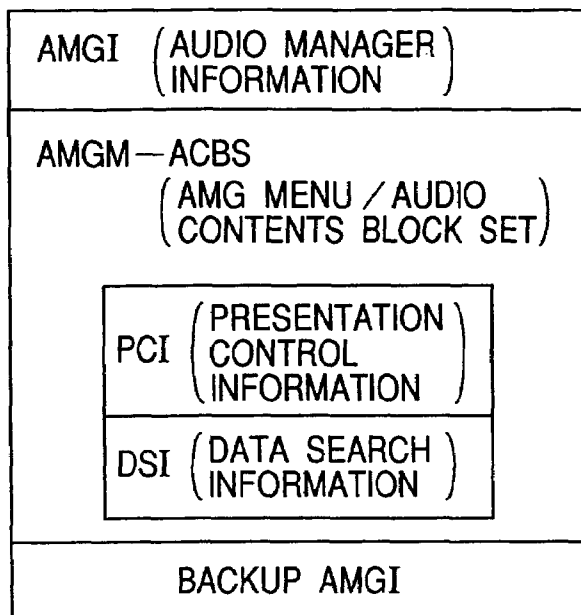 AMGI (AUDIO MANAGER
INFORMATION)
AMGM—ACBS
(AMG MENU / AUDIO
CONTENTS BLOCK SET)
PCI (PRESENTATION
CONTROL
INFORMATION)
DSI (DATA SEARCH
INFORMATION)
BACKUP AMGI